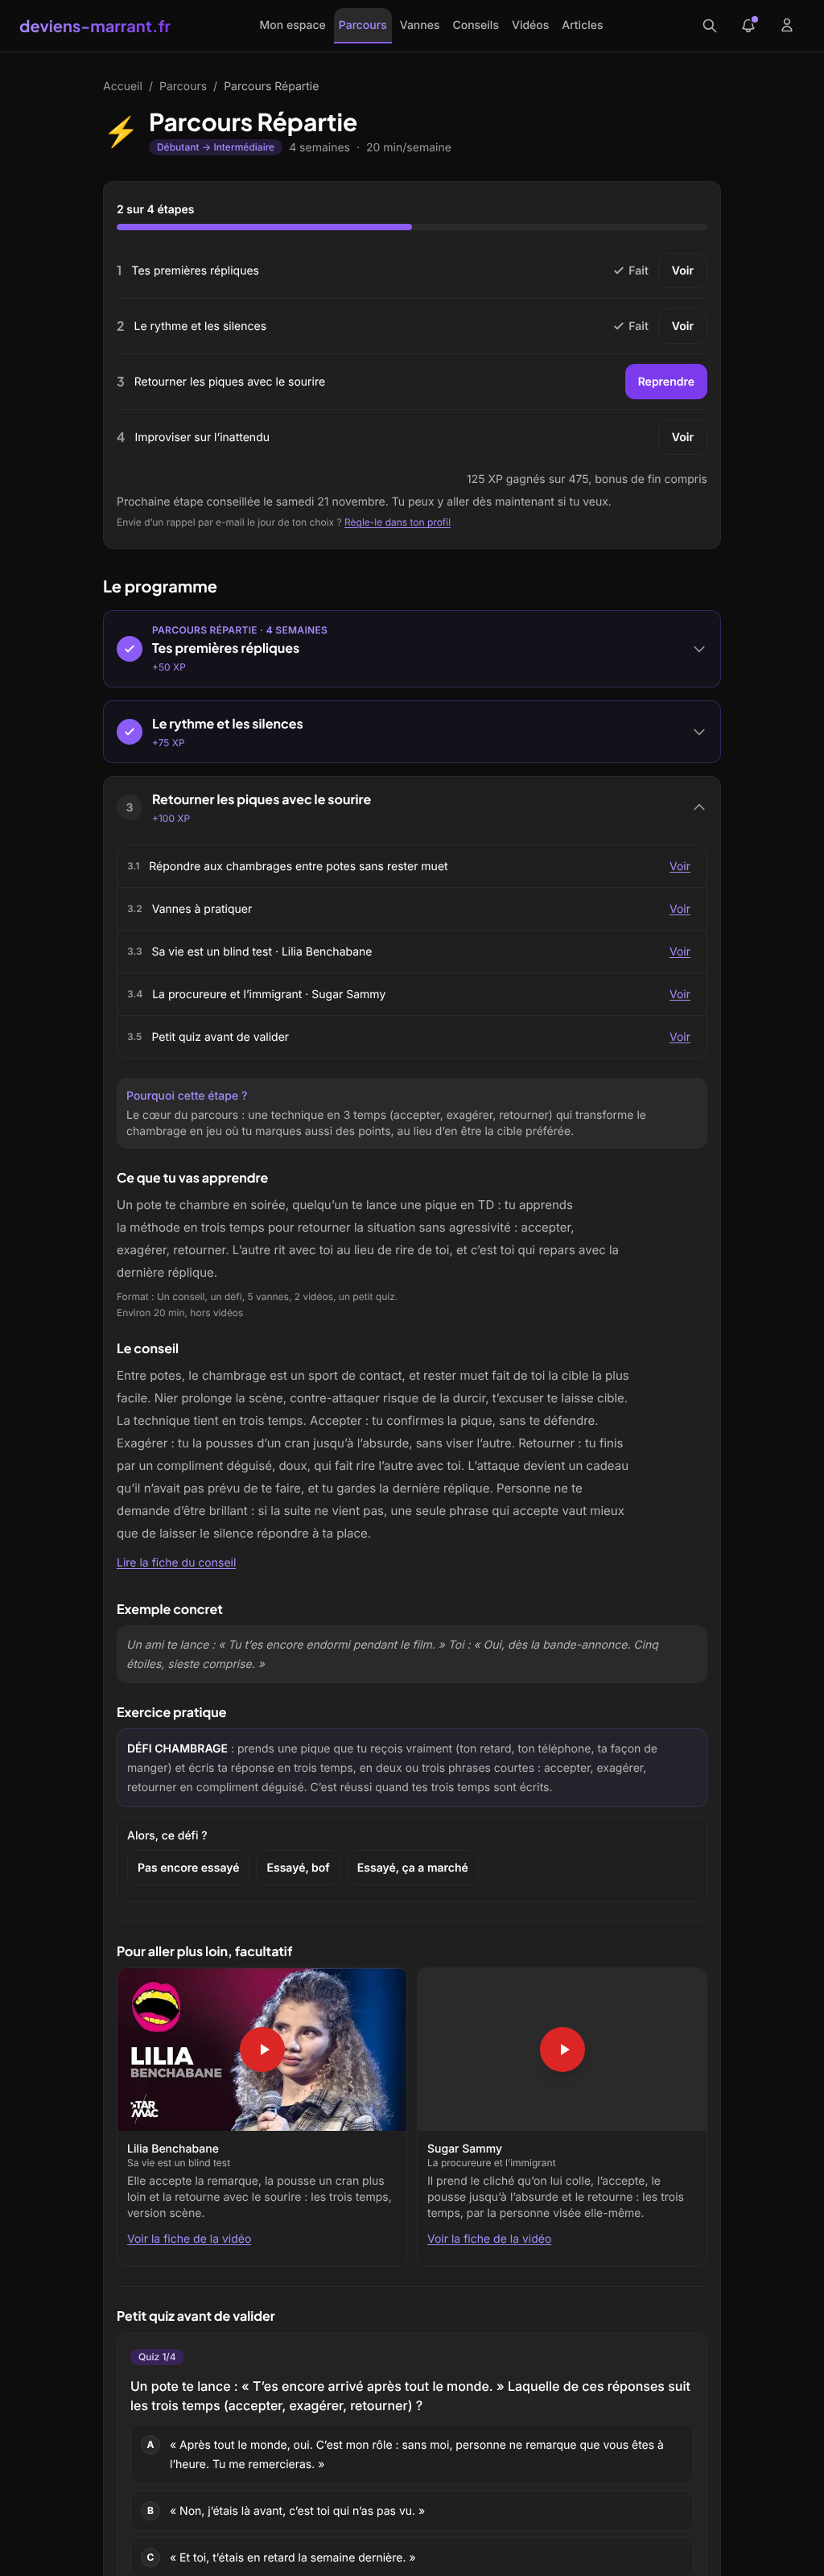 deviens-marrant.fr
Mon espace
Parcours
Vannes
Conseils
Vidéos
Articles
Accueil / Parcours / Parcours Répartie
Parcours Répartie
Débutant → Intermédiaire
4 semaines · 20 min/semaine
2 sur 4 étapes
1 Tes premières répliques
Fait
Voir
2 Le rythme et les silences
Fait
Voir
3 Retourner les piques avec le sourire
Reprendre
4 Improviser sur l’inattendu
Voir
125 XP gagnés sur 475, bonus de fin compris
Prochaine étape conseillée le samedi 21 novembre. Tu peux y aller dès maintenant si tu veux.
Envie d’un rappel par e-mail le jour de ton choix ? Règle-le dans ton profil
Le programme
PARCOURS RÉPARTIE · 4 SEMAINES
Tes premières répliques
+50 XP
Le rythme et les silences
+75 XP
3
Retourner les piques avec le sourire
+100 XP
3.1 Répondre aux chambrages entre potes sans rester muet
Voir
3.2 Vannes à pratiquer
Voir
3.3 Sa vie est un blind test · Lilia Benchabane
Voir
3.4 La procureure et l’immigrant · Sugar Sammy
Voir
3.5 Petit quiz avant de valider
Voir
Pourquoi cette étape ?
Le cœur du parcours : une technique en 3 temps (accepter, exagérer, retourner) qui transforme le
chambrage en jeu où tu marques aussi des points, au lieu d’en être la cible préférée.
Ce que tu vas apprendre
Un pote te chambre en soirée, quelqu’un te lance une pique en TD : tu apprends
la méthode en trois temps pour retourner la situation sans agressivité : accepter,
exagérer, retourner. L’autre rit avec toi au lieu de rire de toi, et c’est toi qui repars avec la
dernière réplique.
Format : Un conseil, un défi, 5 vannes, 2 vidéos, un petit quiz.
Environ 20 min, hors vidéos
Le conseil
Entre potes, le chambrage est un sport de contact, et rester muet fait de toi la cible la plus
facile. Nier prolonge la scène, contre-attaquer risque de la durcir, t’excuser te laisse cible.
La technique tient en trois temps. Accepter : tu confirmes la pique, sans te défendre.
Exagérer : tu la pousses d’un cran jusqu’à l’absurde, sans viser l’autre. Retourner : tu finis
par un compliment déguisé, doux, qui fait rire l’autre avec toi. L’attaque devient un cadeau
qu’il n’avait pas prévu de te faire, et tu gardes la dernière réplique. Personne ne te
demande d’être brillant : si la suite ne vient pas, une seule phrase qui accepte vaut mieux
que de laisser le silence répondre à ta place.
Lire la fiche du conseil
Exemple concret
Un ami te lance : « Tu t’es encore endormi pendant le film. » Toi : « Oui, dès la bande-annonce. Cinq
étoiles, sieste comprise. »
Exercice pratique
DÉFI CHAMBRAGE : prends une pique que tu reçois vraiment (ton retard, ton téléphone, ta façon de
manger) et écris ta réponse en trois temps, en deux ou trois phrases courtes : accepter, exagérer,
retourner en compliment déguisé. C’est réussi quand tes trois temps sont écrits.
Alors, ce défi ?
Pas encore essayé
Essayé, bof
Essayé, ça a marché
Pour aller plus loin, facultatif
LILIA
BENCHABANE
TAR
MAC
Lilia Benchabane
Sa vie est un blind test
Elle accepte la remarque, la pousse un cran plus
loin et la retourne avec le sourire : les trois temps,
version scène.
Voir la fiche de la vidéo
Sugar Sammy
La procureure et l’immigrant
Il prend le cliché qu’on lui colle, l’accepte, le
pousse jusqu’à l’absurde et le retourne : les trois
temps, par la personne visée elle-même.
Voir la fiche de la vidéo
Petit quiz avant de valider
Quiz 1/4
Un pote te lance : « T’es encore arrivé après tout le monde. » Laquelle de ces réponses suit
les trois temps (accepter, exagérer, retourner) ?
A « Après tout le monde, oui. C’est mon rôle : sans moi, personne ne remarque que vous êtes à
l’heure. Tu me remercieras. »
B « Non, j’étais là avant, c’est toi qui n’as pas vu. »
C « Et toi, t’étais en retard la semaine dernière. »